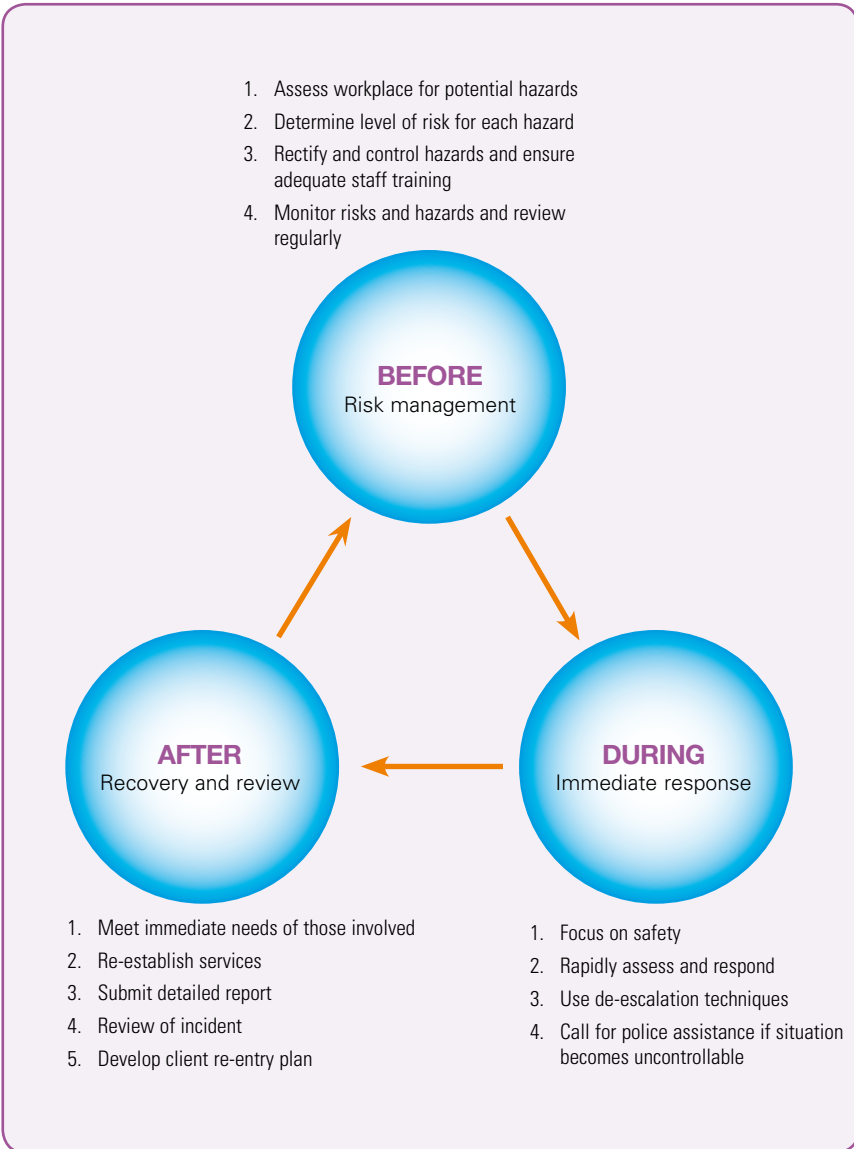 1. Assess workplace for potential hazards
2. Determine level of risk for each hazard
3. Rectify and control hazards and ensure
adequate staff training
4. Monitor risks and hazards and review
regularly
BEFORE
Risk management
AFTER
Recovery and review
DURING
Immediate response
1. Meet immediate needs of those involved
2. Re-establish services
3. Submit detailed report
4. Review of incident
5. Develop client re-entry plan
1. Focus on safety
2. Rapidly assess and respond
3. Use de-escalation techniques
4. Call for police assistance if situation
becomes uncontrollable